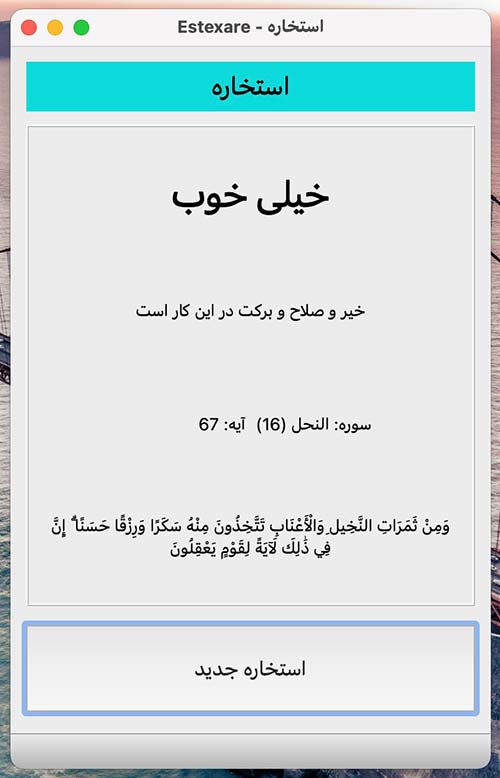 Estexare - استخاره
استخاره
خیلی خوب
خیر و صلاح و برکت در این کار است
سوره: النحل (16) آیه: 67
وَمِنْ ثَمَرَاتِ النَّخِيلِ وَالْأَعْنَابِ تَتَّخِذُونَ مِنْهُ سَكَرًا وَرِزْقًا حَسَنًا ۗ إِنَّ
فِي ذَٰلِكَ لَآيَةً لِقَوْمٍ يَعْقِلُونَ
استخاره جدید